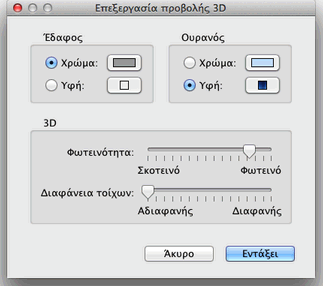 Επεξεργασία προβολής 3D
Έδαφος
Χρώμα:
Υφή:
Ουρανός
Χρώμα:
Υφή:
3D
Φωτεινότητα:
Σκοτεινό Φωτεινό
Διαφάνεια τοίχων:
Αδιαφανής Διαφανής
Άκυρο Εντάξει